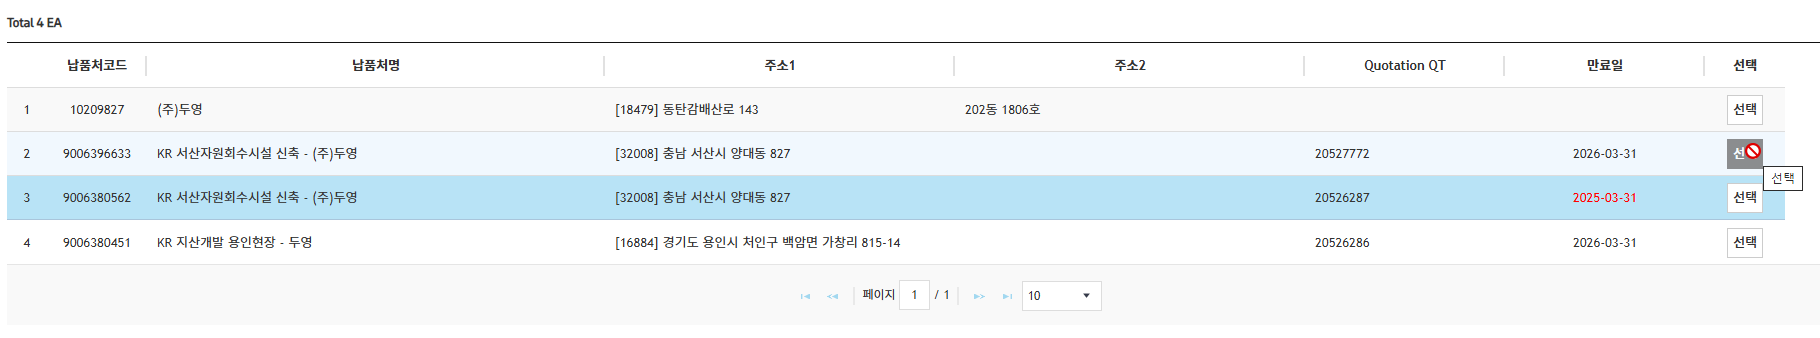 Total 4 EA
납품처코드 납품처명 주소1 주소2 Quotation QT 만료일 선택
1 10209827 (주)두영 [18479] 동탄감배산로 143 202동 1806호 선택
2 9006396633 KR 서산자원회수시설 신축 - (주)두영 [32008] 충남 서산시 양대동 827 20527772 2026-03-31 선
선택
3 9006380562 KR 서산자원회수시설 신축 - (주)두영 [32008] 충남 서산시 양대동 827 20526287 2025-03-31 선택
4 9006380451 KR 지산개발 용인현장 - 두영 [16884] 경기도 용인시 처인구 백암면 가창리 815-14 20526286 2026-03-31 선택
페이지 1 / 1 10